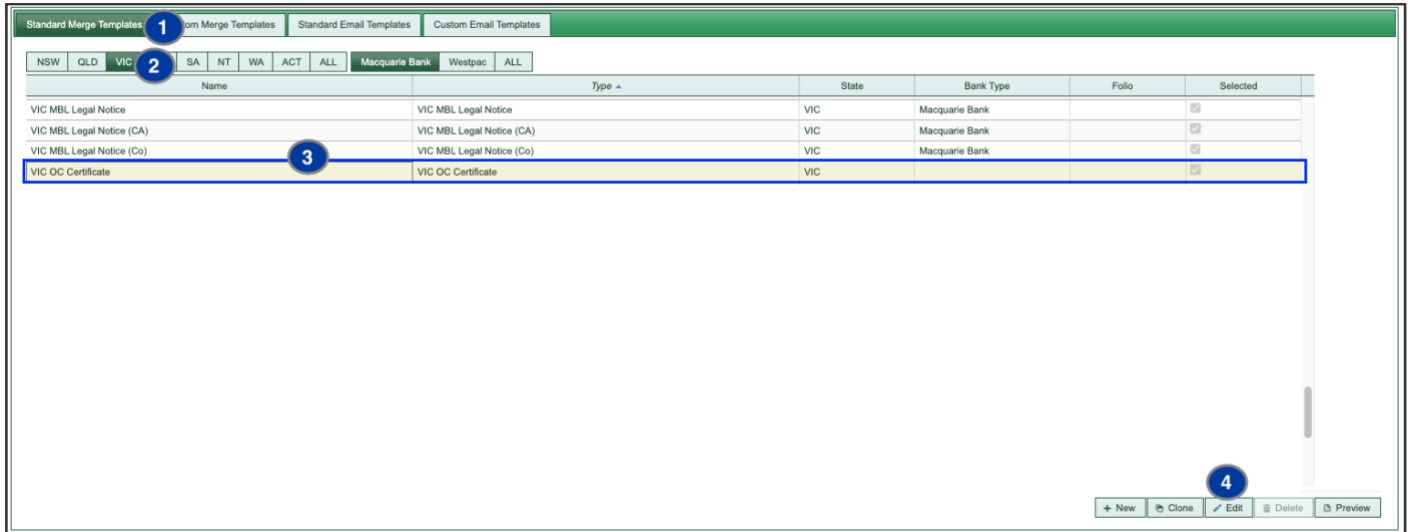 Standard Merge Templates 1 om Merge Templates Standard Email Templates Custom Email Templates
NSW QLD VIC 2 SA NT WA ACT ALL Macquarie Bank Westpac ALL
Name Type State Bank Type Folio Selected
VIC MBL Legal Notice VIC MBL Legal Notice VIC Macquarie Bank
VIC MBL Legal Notice (CA) VIC MBL Legal Notice (CA) VIC Macquarie Bank
VIC MBL Legal Notice (Co) VIC MBL Legal Notice (Co) VIC Macquarie Bank
3
VIC OC Certificate VIC OC Certificate VIC
4
+ New Clone Edit Delete Preview